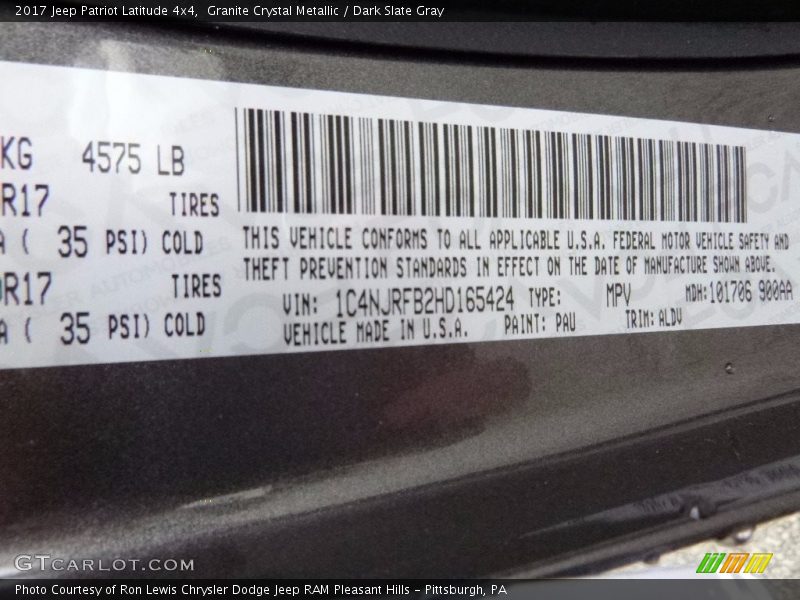 2017 Jeep Patriot Latitude 4x4,  Granite Crystal Metallic / Dark Slate Gray
KG 4575 LB
R17 TIRES
A ( 35 PSI) COLD
0R17 TIRES
A ( 35 PSI) COLD
THIS VEHICLE CONFORMS TO ALL APPLICABLE U.S.A. FEDERAL MOTOR VEHICLE SAFETY AND
THEFT PREVENTION STANDARDS IN EFFECT ON THE DATE OF MANUFACTURE SHOWN ABOVE.
VIN: 1C4NJRFB2HD165424 TYPE: MPV MDH:101706 900AA
VEHICLE MADE IN U.S.A. PAINT: PAU TRIM: ALDV
GTCARLOT.COM
Photo Courtesy of Ron Lewis Chrysler Dodge Jeep RAM Pleasant Hills - Pittsburgh, PA